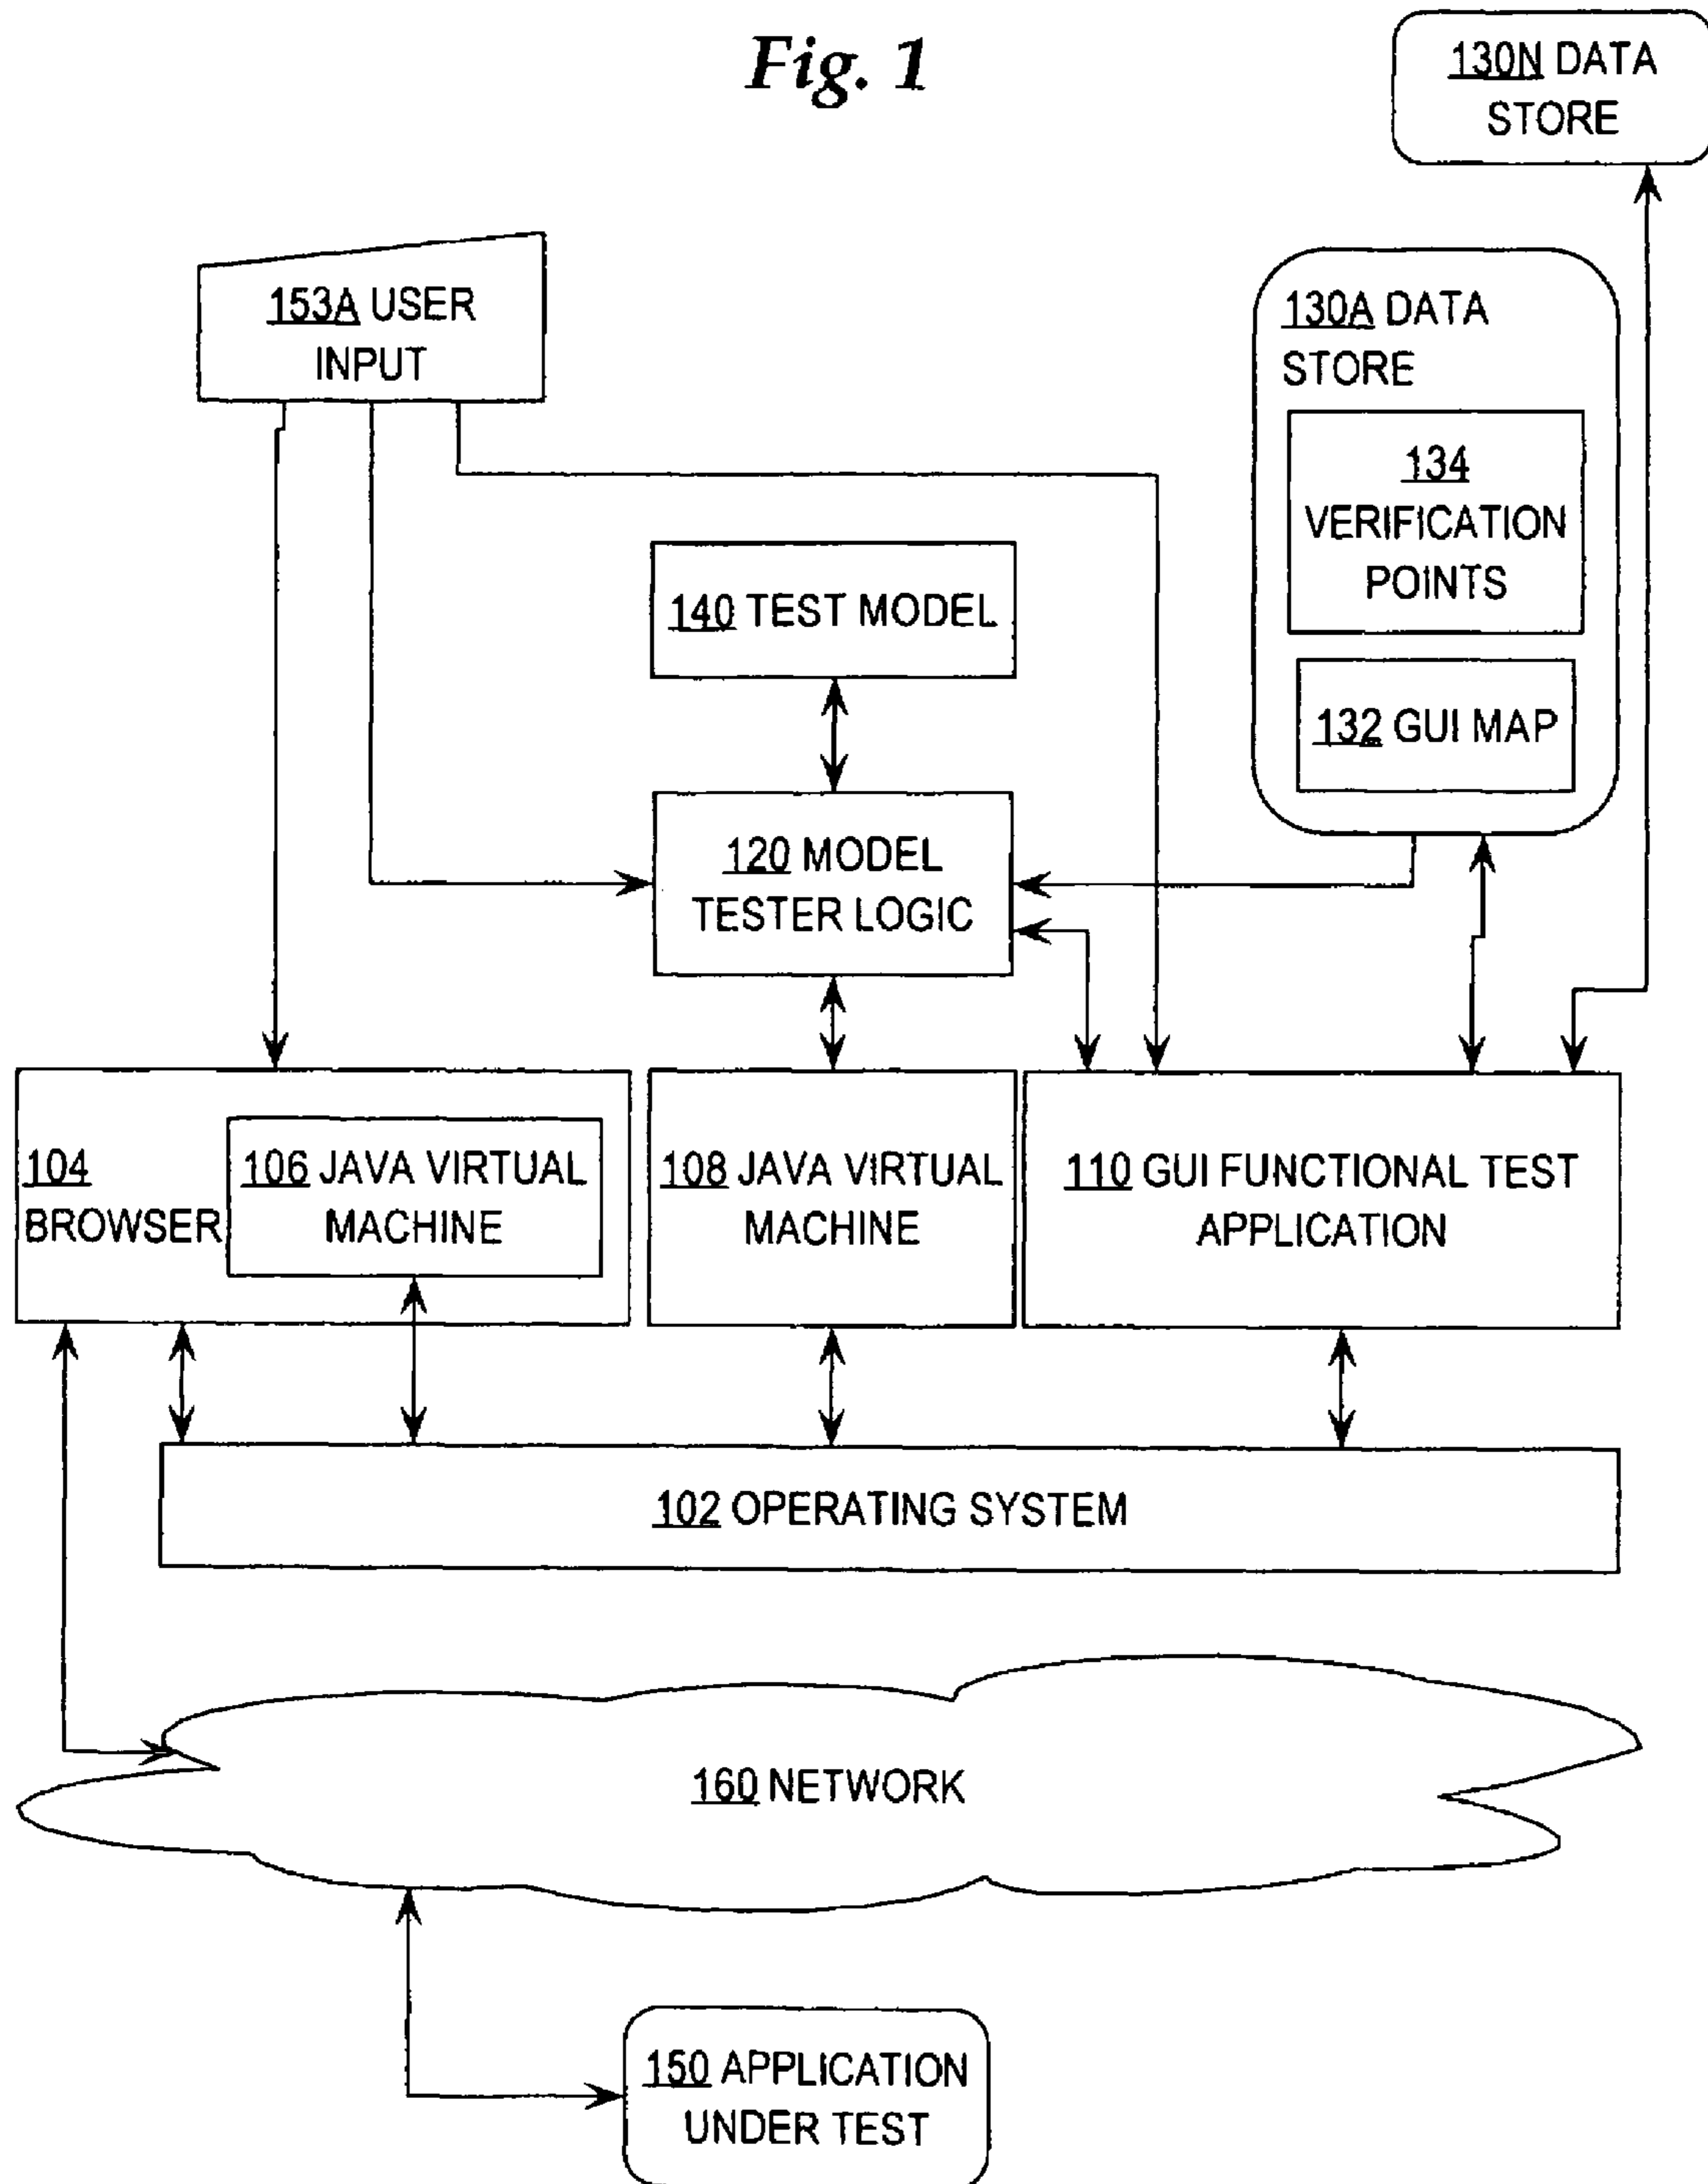 Fig. 1
130N DATA
STORE
153A USER
INPUT
130A DATA
STORE
134
VERIFICATION
POINTS
140 TEST MODEL
132 GUI MAP
120 MODEL
TESTER LOGIC
104
BROWSER
106 JAVA VIRTUAL
MACHINE
108 JAVA VIRTUAL
MACHINE
110 GUI FUNCTIONAL TEST
APPLICATION
102 OPERATING SYSTEM
160 NETWORK
150 APPLICATION
UNDER TEST